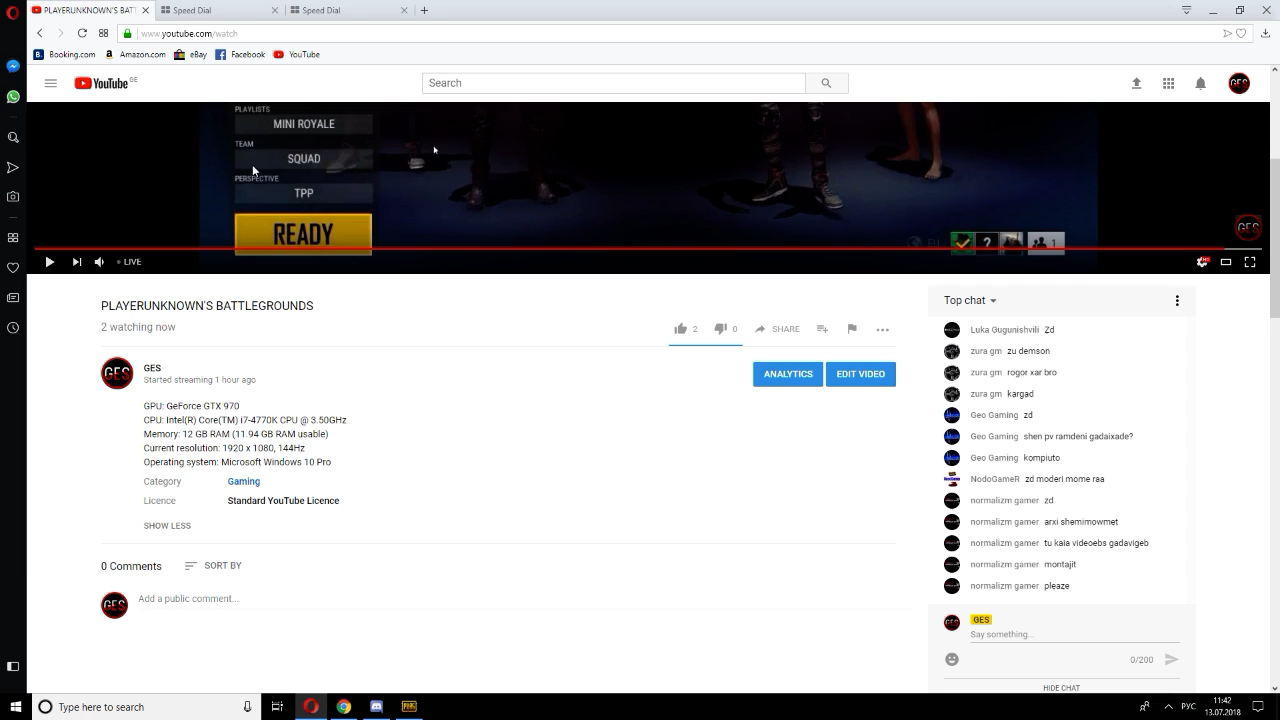 PLAYERUNKNOWN'S BATT
Speed Dial
Speed Dial
www.youtube.com/watch
Booking.com
Amazon.com
eBay
Facebook
YouTube
YouTube GE
Search
GES
PLAYLISTS
MINI ROYALE
TEAM
SQUAD
PERSPECTIVE
TPP
READY
EU
?
1
GES
LIVE
HD
PLAYERUNKNOWN'S BATTLEGROUNDS
2 watching now
2
0
SHARE
GES
GES
Started streaming 1 hour ago
ANALYTICS
EDIT VIDEO
GPU: GeForce GTX 970
CPU: Intel(R) Core(TM) i7-4770K CPU @ 3.50GHz
Memory: 12 GB RAM (11.94 GB RAM usable)
Current resolution: 1920 x 1080, 144Hz
Operating system: Microsoft Windows 10 Pro
Category Gaming
Licence Standard YouTube Licence
SHOW LESS
0 Comments
SORT BY
GES
Add a public comment...
Top chat
Luka Gugunishvili Zd
zura gm zu demson
zura gm rogor xar bro
zura gm kargad
Geo Gaming zd
Geo Gaming shen pv ramdeni gadaixade?
Geo Gaming kompiuto
NodoGameR zd moderi mome raa
normalizm gamer zd
normalizm gamer arxi shemimowmet
normalizm gamer tu kaia videoebs gadavigeb
normalizm gamer montajit
normalizm gamer pleaze
GES
Say something...
0/200
HIDE CHAT
Type here to search
РУС
11:42
13.07.2018